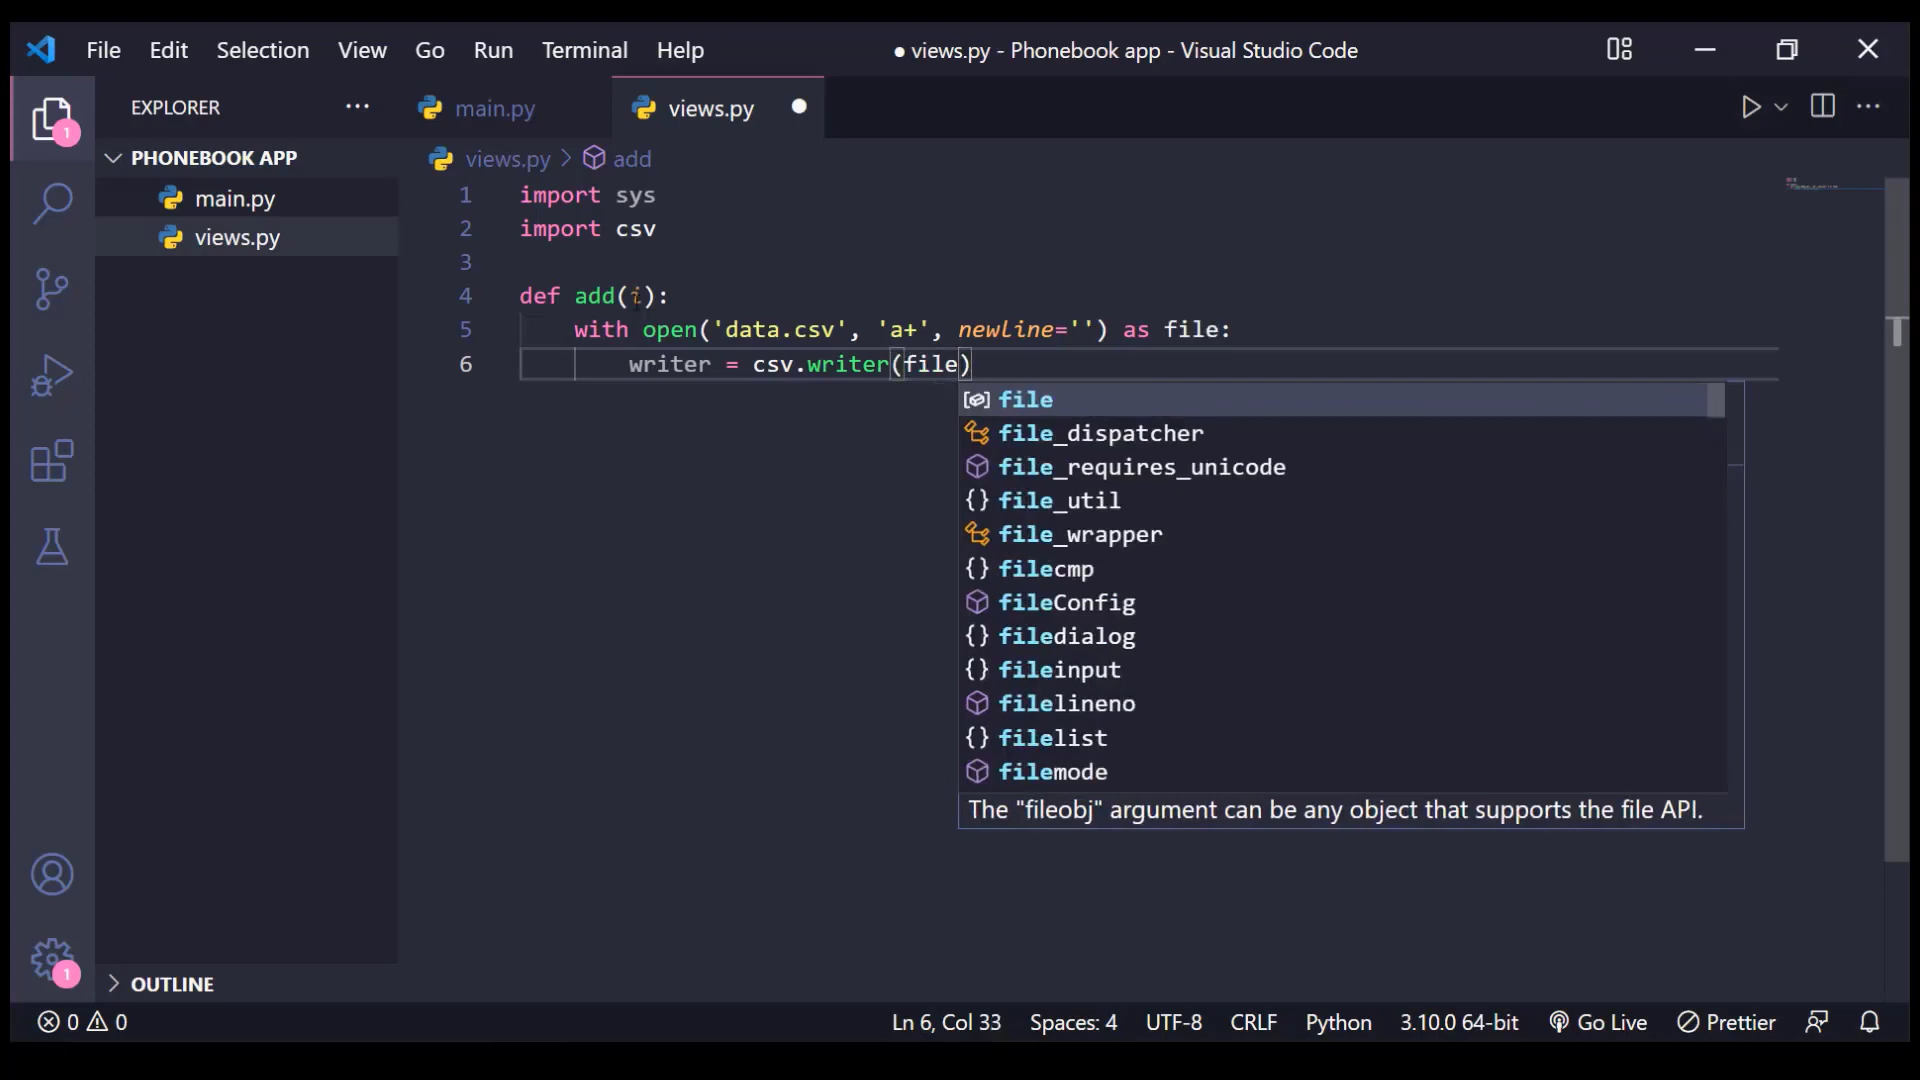 File Edit Selection View Go Run Terminal Help ● views.py - Phonebook app - Visual Studio Code
EXPLORER ... main.py views.py
PHONEBOOK APP
main.py
views.py
views.py > add
1 import sys
2 import csv
3
4 def add(i):
5 with open('data.csv', 'a+', newline='') as file:
6 writer = csv.writer(file)
file
file_dispatcher
file_requires_unicode
file_util
file_wrapper
filecmp
fileConfig
filedialog
fileinput
filelineno
filelist
filemode
The "fileobj" argument can be any object that supports the file API.
1
1
OUTLINE
0 0 Ln 6, Col 33 Spaces: 4 UTF-8 CRLF Python 3.10.0 64-bit Go Live Prettier